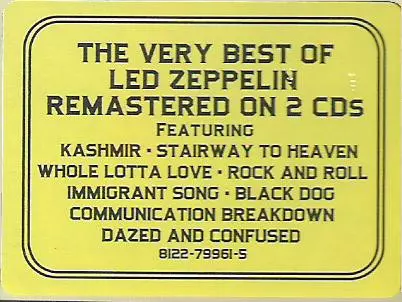 THE VERY BEST OF
LED ZEPPELIN
REMASTERED ON 2 CDs
FEATURING
KASHMIR · STAIRWAY TO HEAVEN
WHOLE LOTTA LOVE · ROCK AND ROLL
IMMIGRANT SONG · BLACK DOG
COMMUNICATION BREAKDOWN
DAZED AND CONFUSED
8122-79961-5